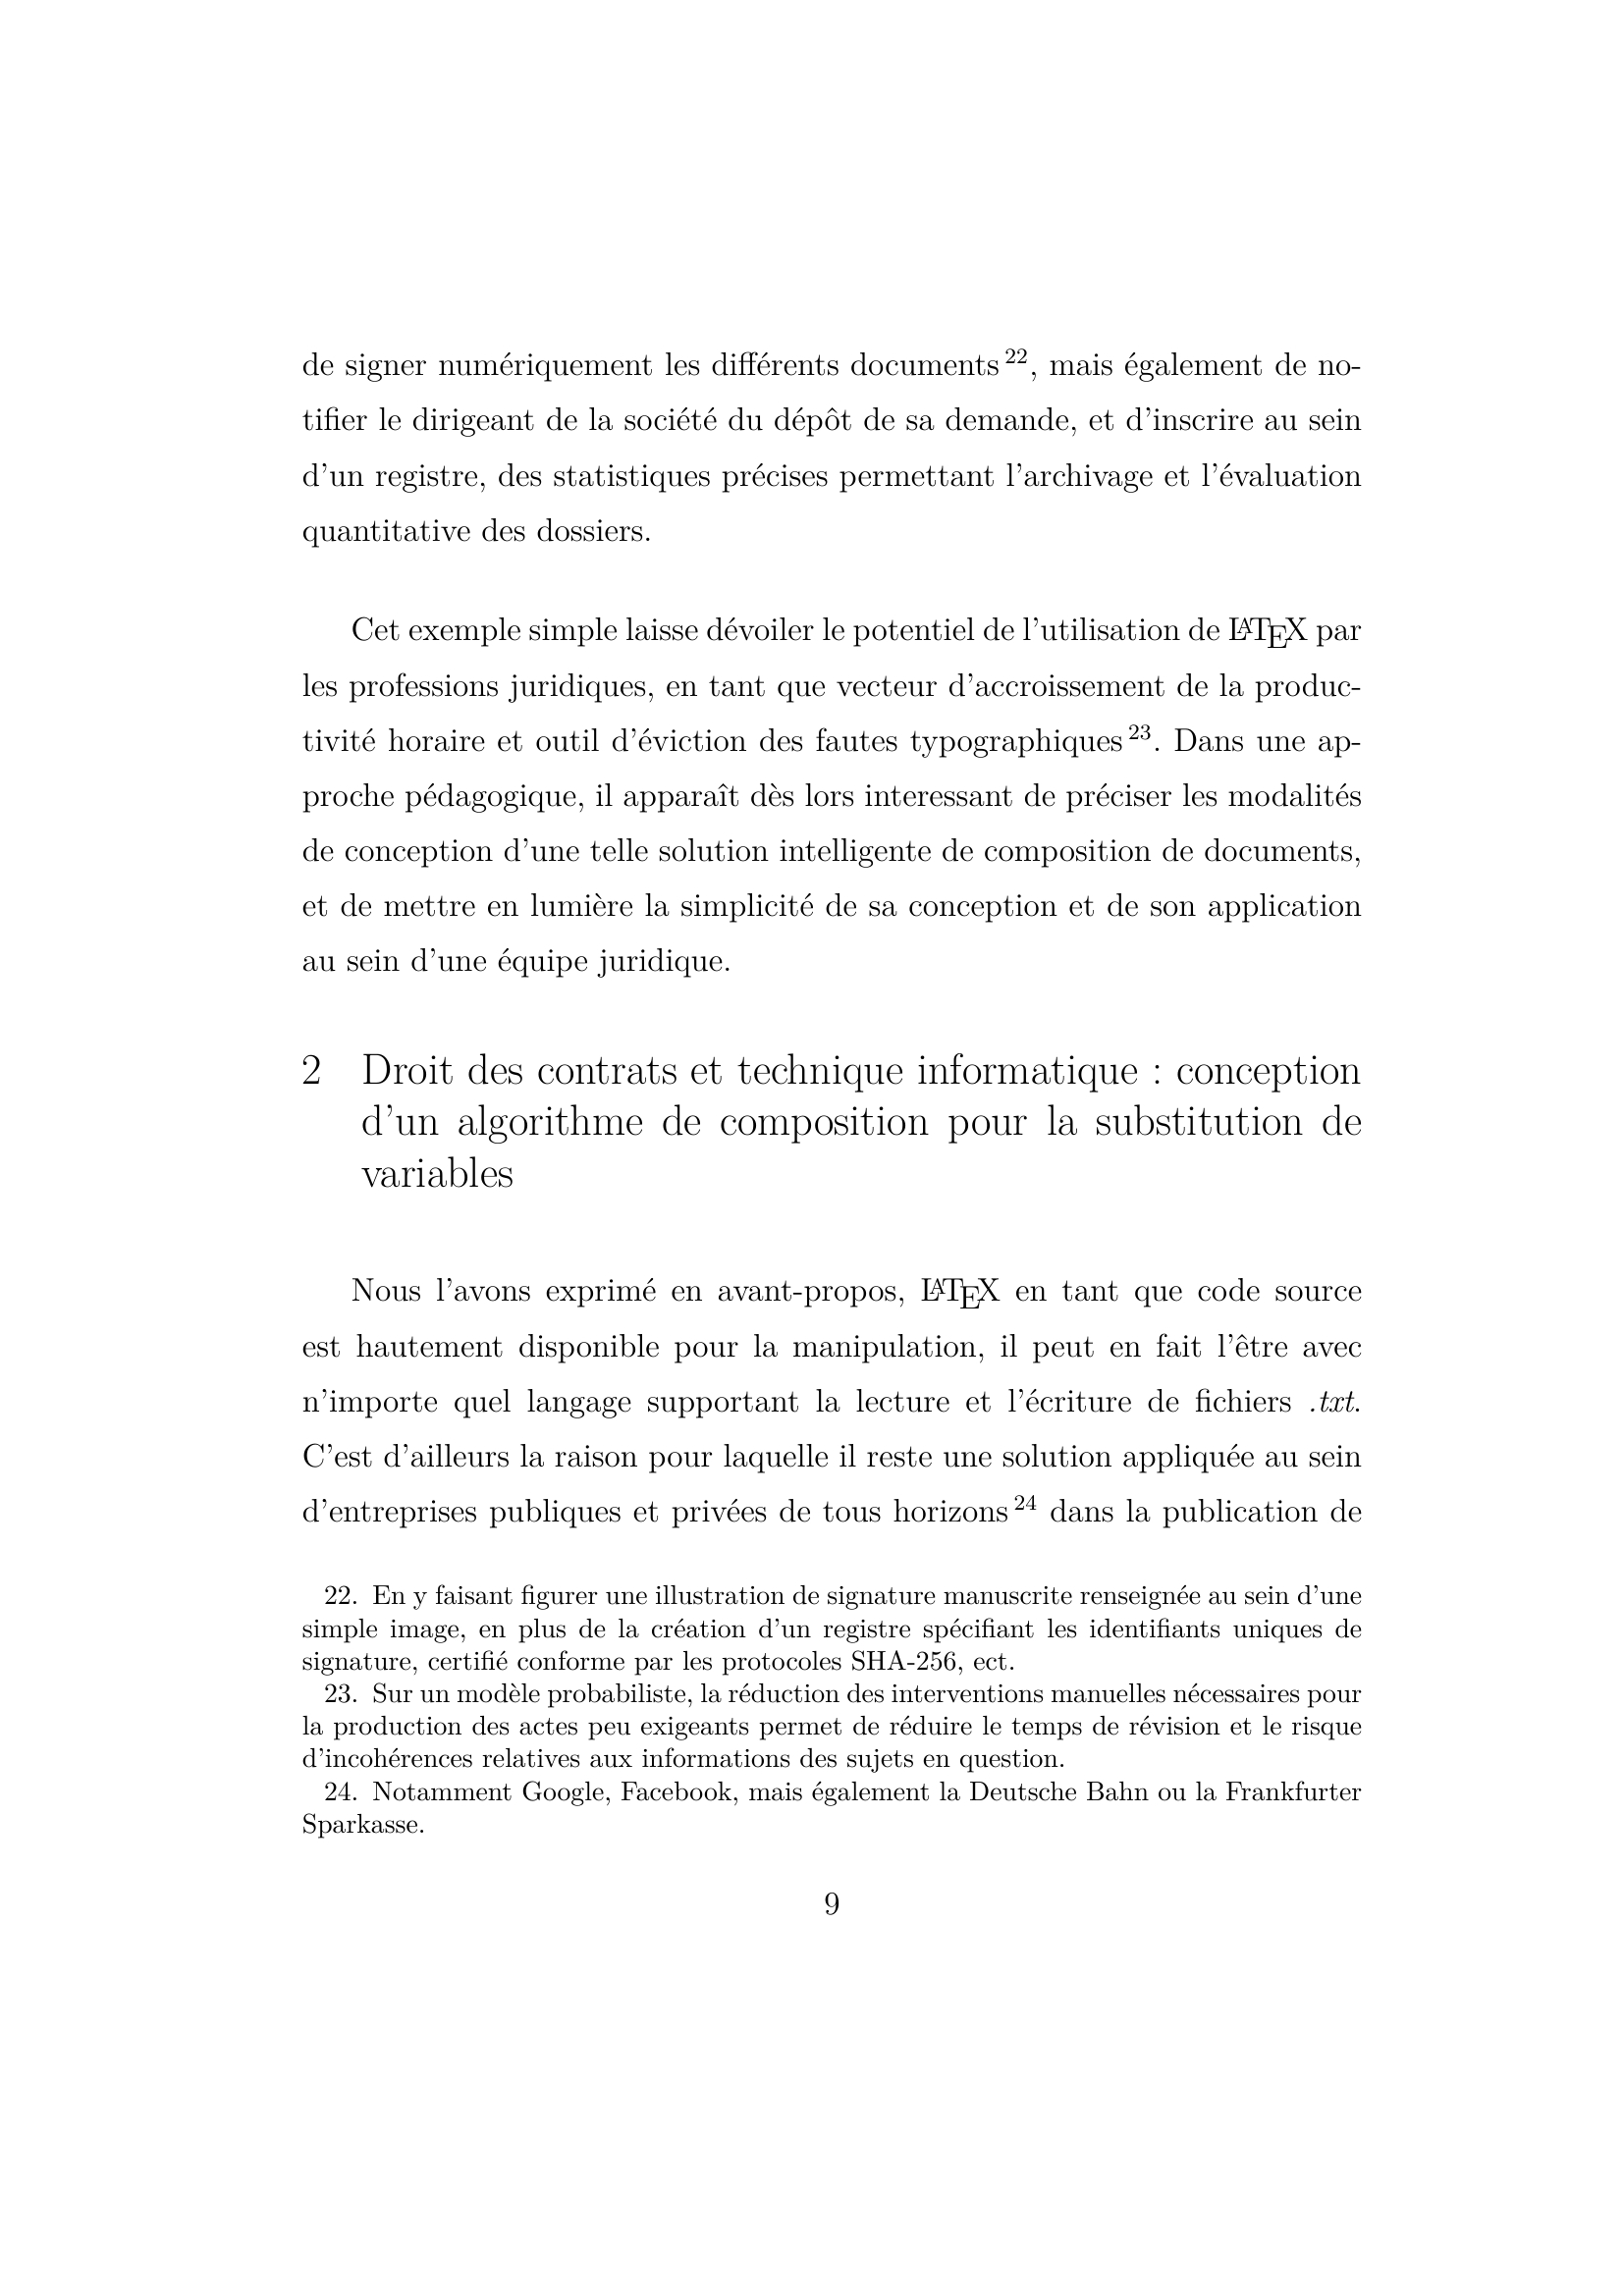 de signer numériquement les différents documents 22, mais également de no-
tifier le dirigeant de la société du dépôt de sa demande, et d'inscrire au sein
d'un registre, des statistiques précises permettant l'archivage et l'évaluation
quantitative des dossiers.
Cet exemple simple laisse dévoiler le potentiel de l'utilisation de LATEX par
les professions juridiques, en tant que vecteur d'accroissement de la produc-
tivité horaire et outil d'éviction des fautes typographiques 23. Dans une ap-
proche pédagogique, il apparaît dès lors interessant de préciser les modalités
de conception d'une telle solution intelligente de composition de documents,
et de mettre en lumière la simplicité de sa conception et de son application
au sein d'une équipe juridique.
2 Droit des contrats et technique informatique : conception
d'un algorithme de composition pour la substitution de
variables
Nous l'avons exprimé en avant-propos, LATEX en tant que code source
est hautement disponible pour la manipulation, il peut en fait l'être avec
n'importe quel langage supportant la lecture et l'écriture de fichiers .txt.
C'est d'ailleurs la raison pour laquelle il reste une solution appliquée au sein
d'entreprises publiques et privées de tous horizons 24 dans la publication de
22. En y faisant figurer une illustration de signature manuscrite renseignée au sein d'une
simple image, en plus de la création d'un registre spécifiant les identifiants uniques de
signature, certifié conforme par les protocoles SHA-256, ect.
23. Sur un modèle probabiliste, la réduction des interventions manuelles nécessaires pour
la production des actes peu exigeants permet de réduire le temps de révision et le risque
d'incohérences relatives aux informations des sujets en question.
24. Notamment Google, Facebook, mais également la Deutsche Bahn ou la Frankfurter
Sparkasse.
9